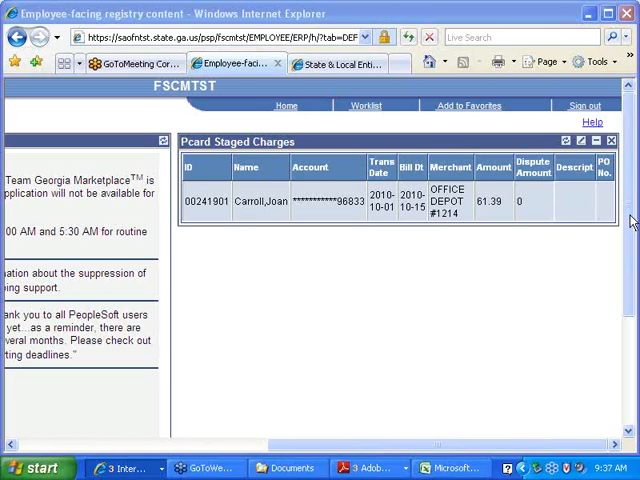 Employee-facing registry content - Windows Internet Explorer
https://saofntst.state.ga.us/psp/fscmtst/EMPLOYEE/ERP/h/?tab=DEF
Live Search
GoToMeeting Cor...
Employee-faci...
State & Local Enti...
Page
Tools
FSCMTST
Home
Worklist
Add to Favorites
Sign out
Help
Team Georgia Marketplace™ is
pplication will not be available for
:00 AM and 5:30 AM for routine
nation about the suppression of
ping support.
ank you to all PeopleSoft users
yet...as a reminder, there are
everal months. Please check out
rting deadlines."
Pcard Staged Charges
ID Name Account Trans Date Bill Dt Merchant Amount Dispute Amount Descript PO No.
00241901 Carroll,Joan ***********96833 2010-10-01 2010-10-15 OFFICE DEPOT #1214 61.39 0
start
3 Inter...
GoToWe...
Documents
3 Adob...
Microsoft...
9:37 AM